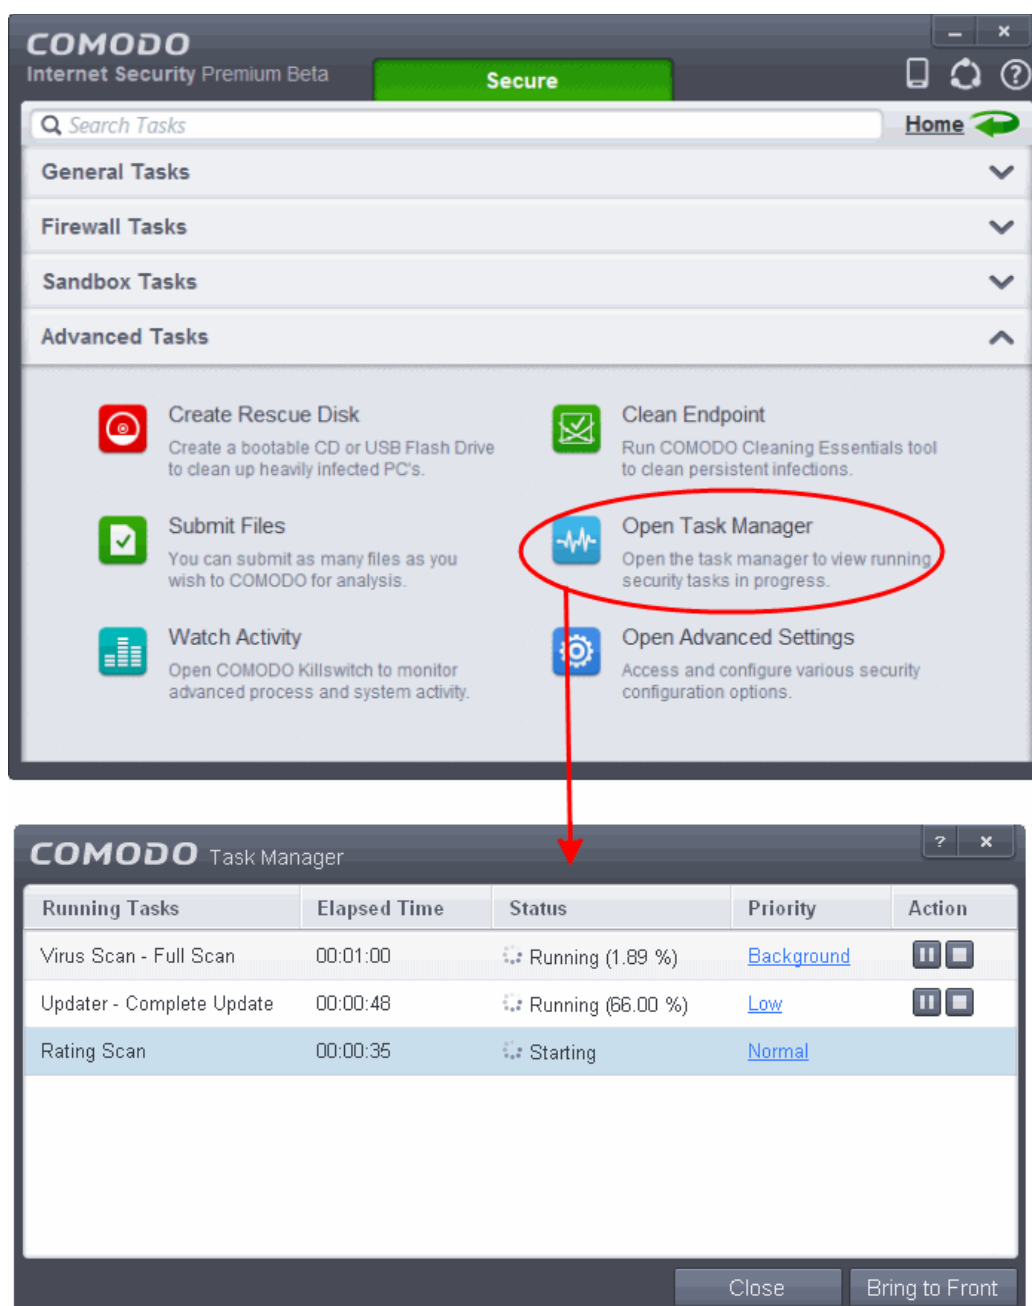 COMODO
Internet Security Premium Beta
Secure
Search Tasks
Home
General Tasks
Firewall Tasks
Sandbox Tasks
Advanced Tasks
Create Rescue Disk
Create a bootable CD or USB Flash Drive
to clean up heavily infected PC's.
Clean Endpoint
Run COMODO Cleaning Essentials tool
to clean persistent infections.
Submit Files
You can submit as many files as you
wish to COMODO for analysis.
Open Task Manager
Open the task manager to view running
security tasks in progress.
Watch Activity
Open COMODO Killswitch to monitor
advanced process and system activity.
Open Advanced Settings
Access and configure various security
configuration options.
COMODO Task Manager
Running Tasks Elapsed Time Status Priority Action
Virus Scan - Full Scan 00:01:00 Running (1.89 %) Background
Updater - Complete Update 00:00:48 Running (66.00 %) Low
Rating Scan 00:00:35 Starting Normal
Close Bring to Front